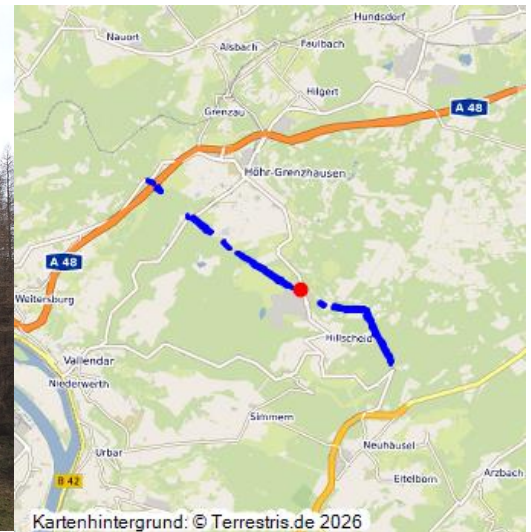 Hundsdorf
Nauort
Alsbach
Faulbach
Hilgert
Grenzau
A 48
Höhr-Grenzhausen
A 48
Weitersburg
Hillscheid
Vallendar
Niederwerth
Simmern
Neuhäusel
Urbar
Arzbach
Eitelborn
B 42
Kartenhintergrund: © Terrestris.de 2026